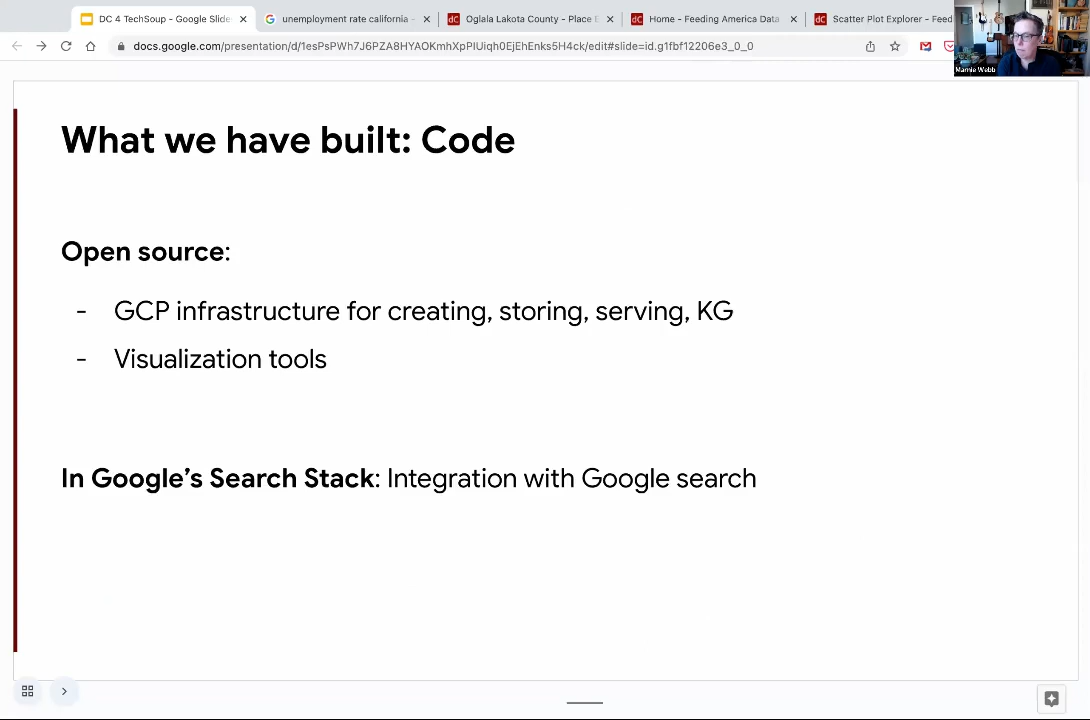 DC 4 TechSoup - Google Slide
unemployment rate california -
Oglala Lakota County - Place E
Home - Feeding America Data
Scatter Plot Explorer - Feed
docs.google.com/presentation/d/1esPsPWh7J6PZA8HYAOKmhXpPIUiqh0EjEhEnks5H4ck/edit#slide=id.g1fbf12206e3_0_0
Marnie Webb
What we have built: Code
Open source:
- GCP infrastructure for creating, storing, serving, KG
- Visualization tools
In Google’s Search Stack: Integration with Google search